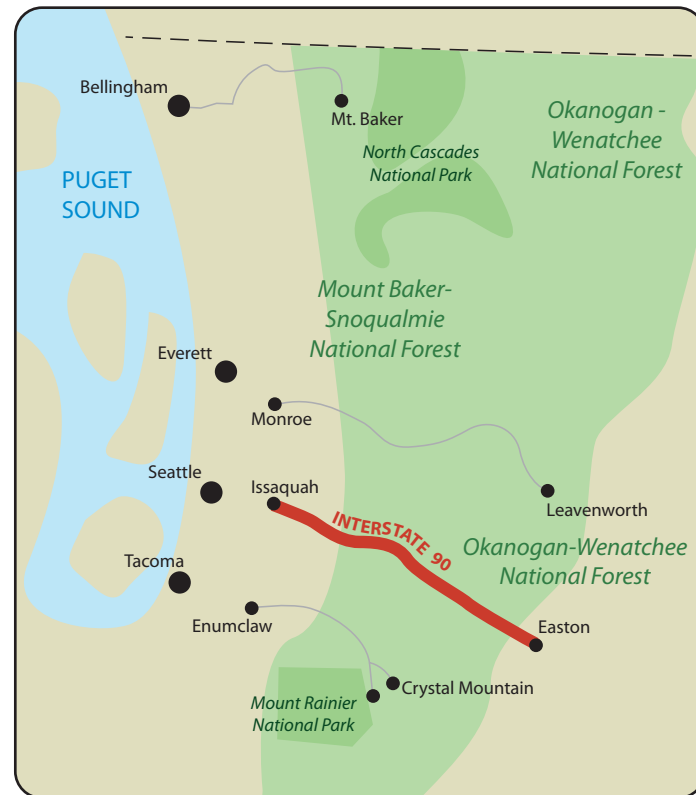 Bellingham
Mt. Baker
Okanogan -
Wenatchee
National Forest
North Cascades
National Park
PUGET
SOUND
Mount Baker-
Snoqualmie
National Forest
Everett
Monroe
Seattle
Issaquah
Leavenworth
INTERSTATE 90
Okanogan-Wenatchee
National Forest
Tacoma
Enumclaw
Easton
Crystal Mountain
Mount Rainier
National Park